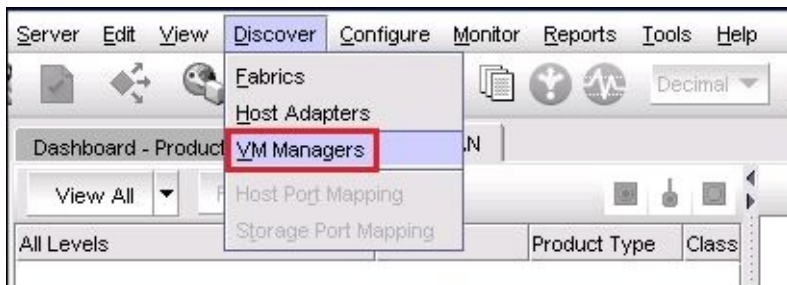 Server Edit View Discover Configure Monitor Reports Tools Help
Fabrics
Decimal
Host Adapters
Dashboard - Product
VM Managers
View All
Host Port Mapping
Storage Port Mapping
All Levels
Product Type Class